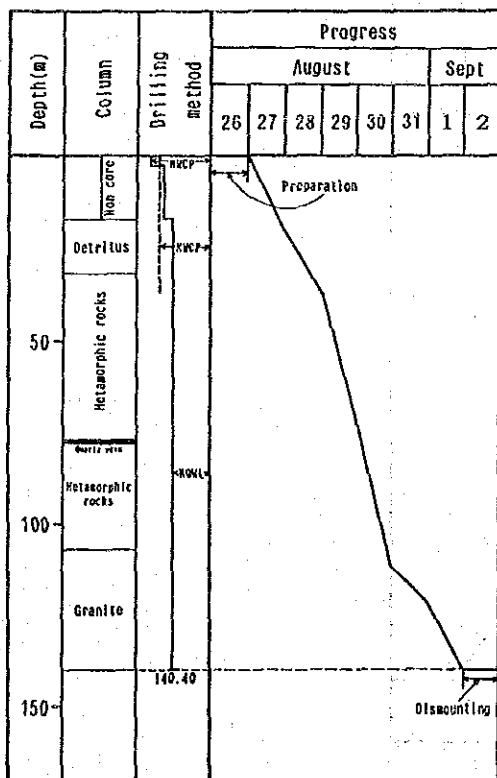 Progress
Depth(m)
Column
Drilling
method
August
Sept
26
27
28
29
30
31
1
2
Non core
HWCP
Preparation
Detritus
NWCP
50
Metamorphic rocks
Quartz vein
NQWL
Metamorphic
rocks
100
Granite
140.40
150
Dismounting